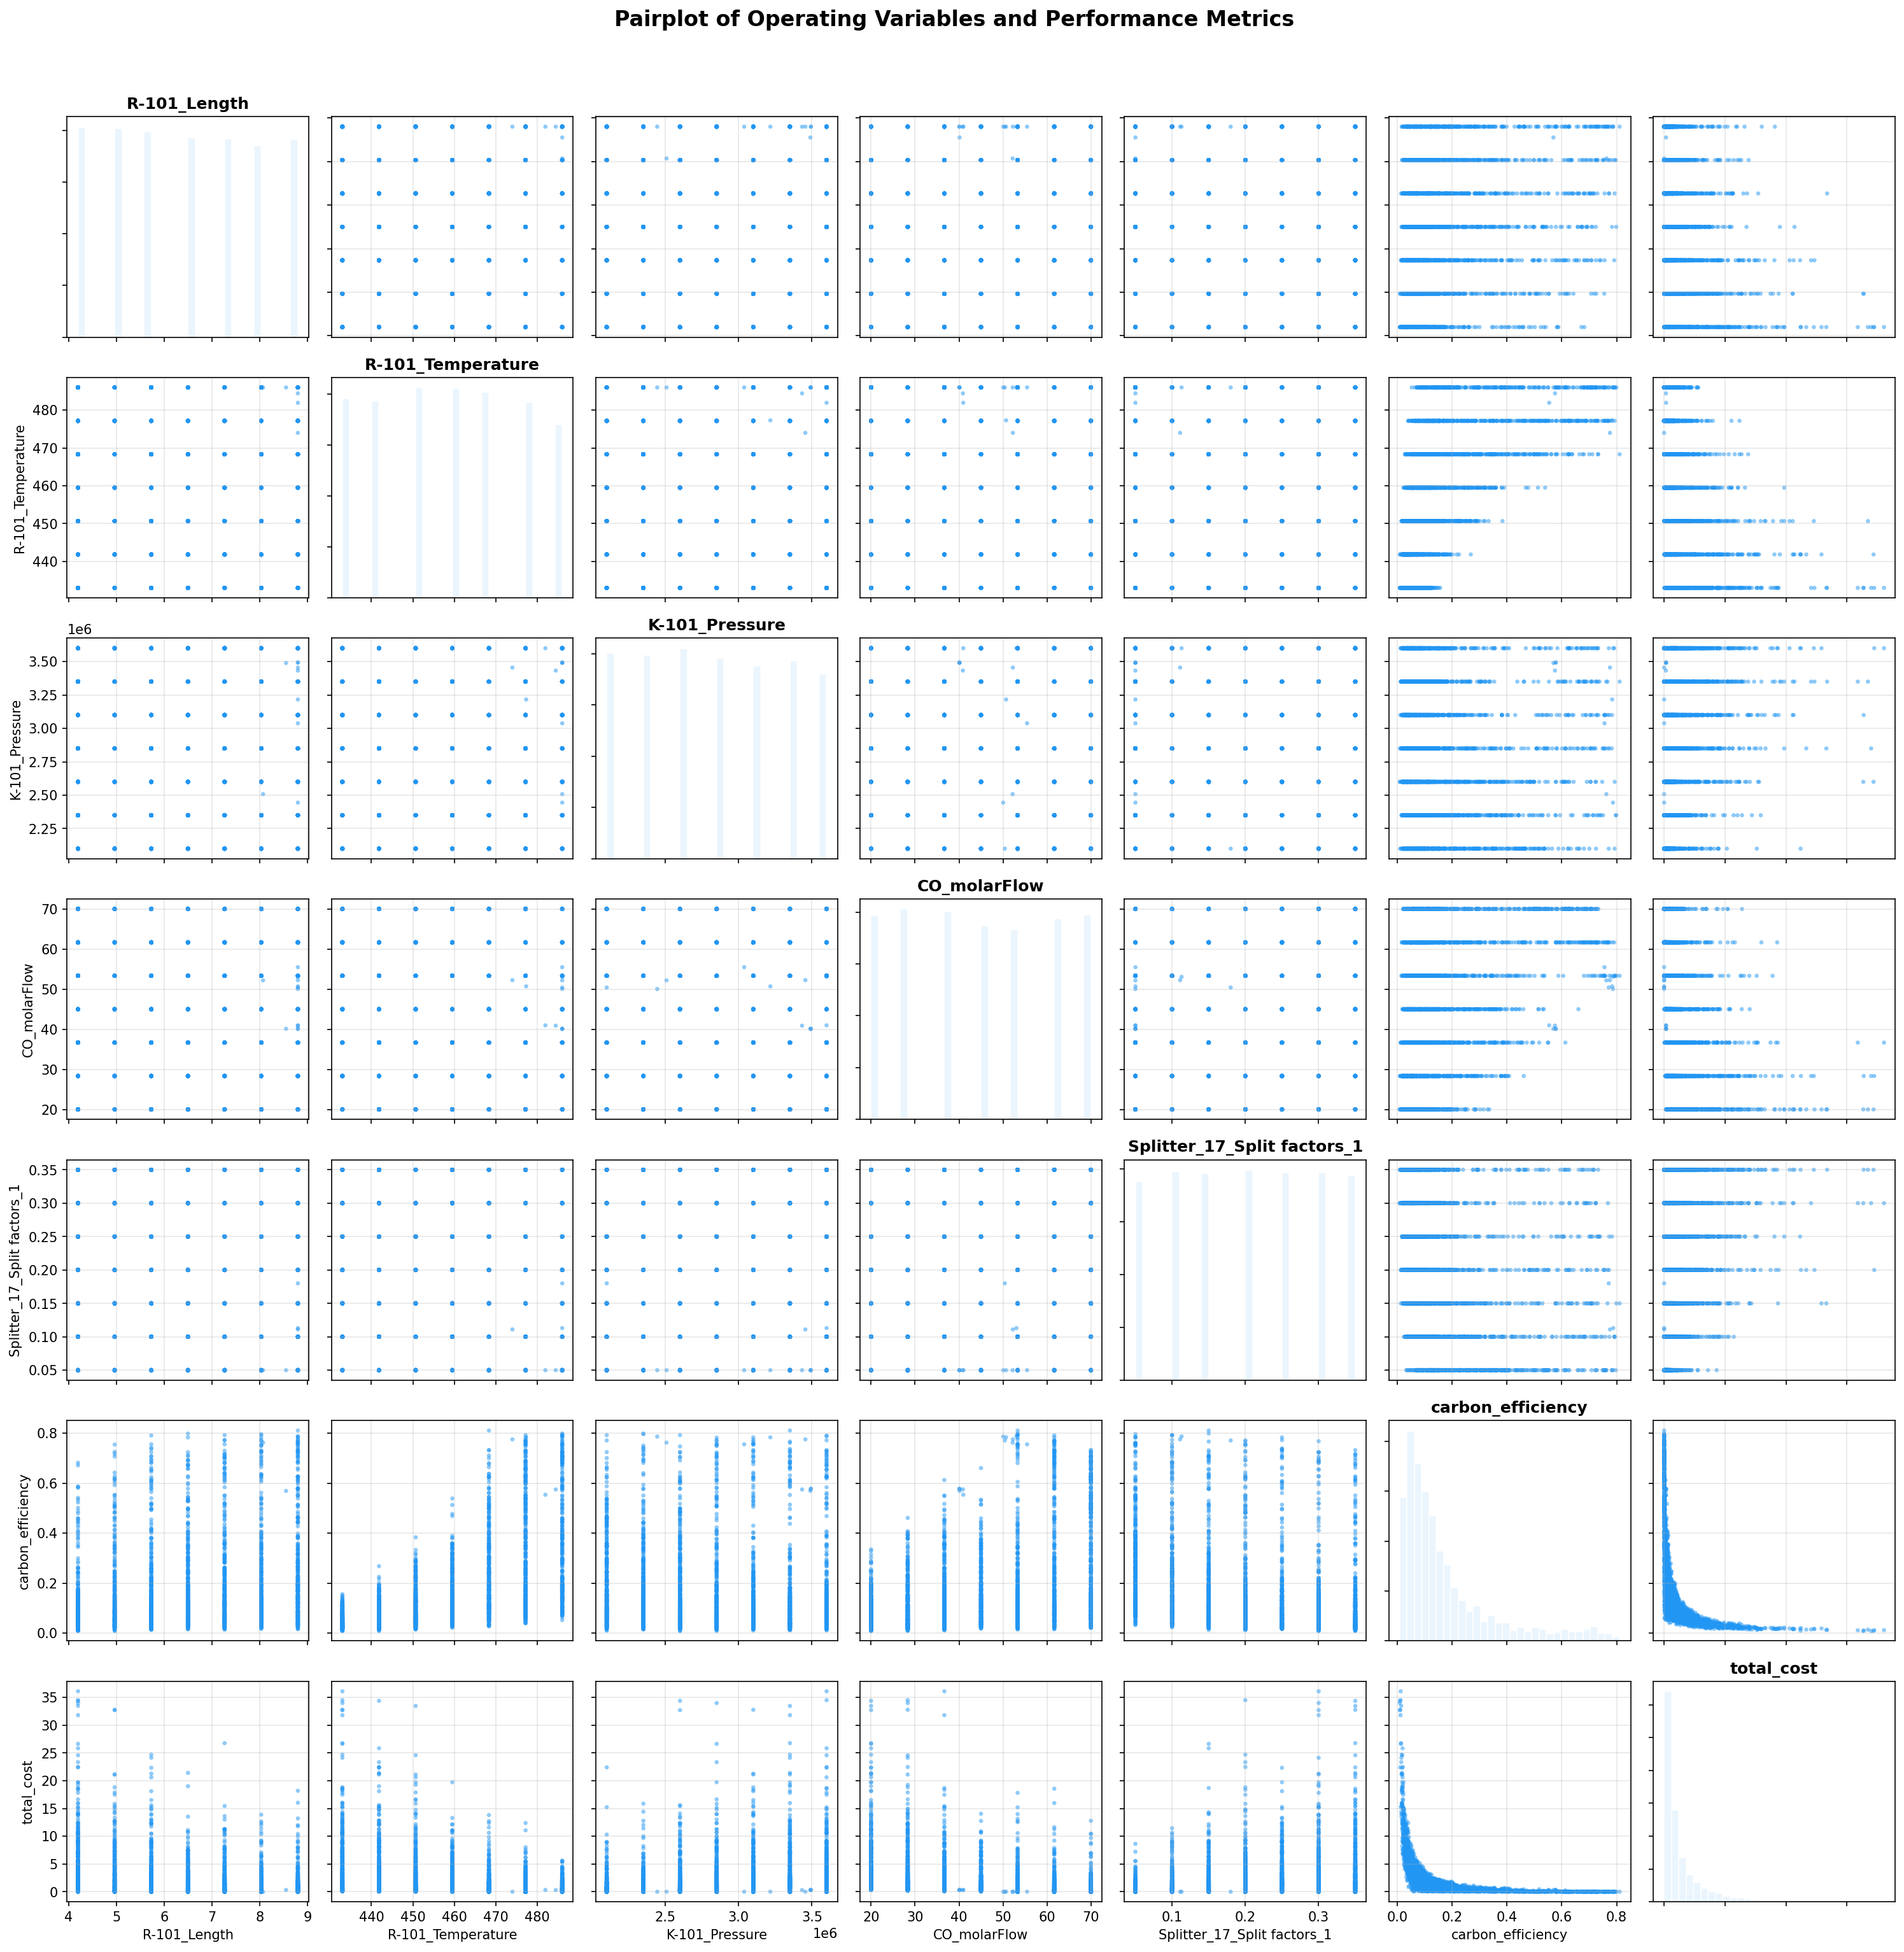 Pairplot of Operating Variables and Performance Metrics
R-101_Length
R-101_Temperature
480
470
460
450
440
R-101_Temperature
K-101_Pressure
1e6
3.50
3.25
3.00
2.75
2.50
2.25
K-101_Pressure
CO_molarFlow
70
60
50
40
30
20
CO_molarFlow
Splitter_17_Split factors_1
0.35
0.30
0.25
0.20
0.15
0.10
0.05
Splitter_17_Split factors_1
carbon_efficiency
0.8
0.6
0.4
0.2
0.0
carbon_efficiency
total_cost
35
30
25
20
15
10
5
0
total_cost
4 5 6 7 8 9 440 450 460 470 480 2.5 3.0 3.5 20 30 40 50 60 70 0.1 0.2 0.3 0.0 0.2 0.4 0.6 0.8
1e6
R-101_Length R-101_Temperature K-101_Pressure CO_molarFlow Splitter_17_Split factors_1 carbon_efficiency